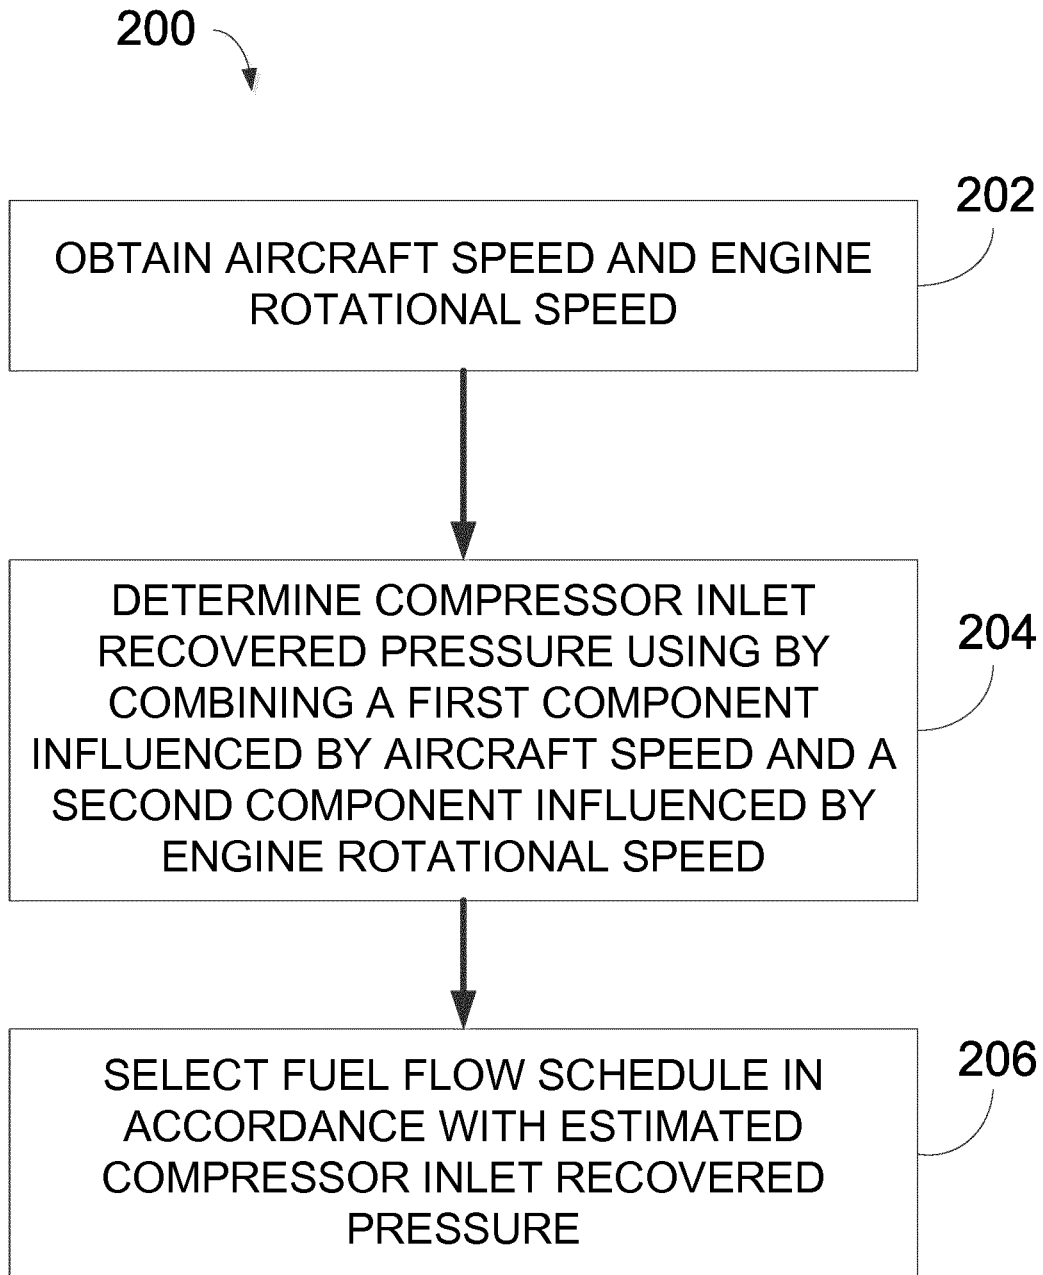 200
202
OBTAIN AIRCRAFT SPEED AND ENGINE
ROTATIONAL SPEED
204
DETERMINE COMPRESSOR INLET
RECOVERED PRESSURE USING BY
COMBINING A FIRST COMPONENT
INFLUENCED BY AIRCRAFT SPEED AND A
SECOND COMPONENT INFLUENCED BY
ENGINE ROTATIONAL SPEED
206
SELECT FUEL FLOW SCHEDULE IN
ACCORDANCE WITH ESTIMATED
COMPRESSOR INLET RECOVERED
PRESSURE